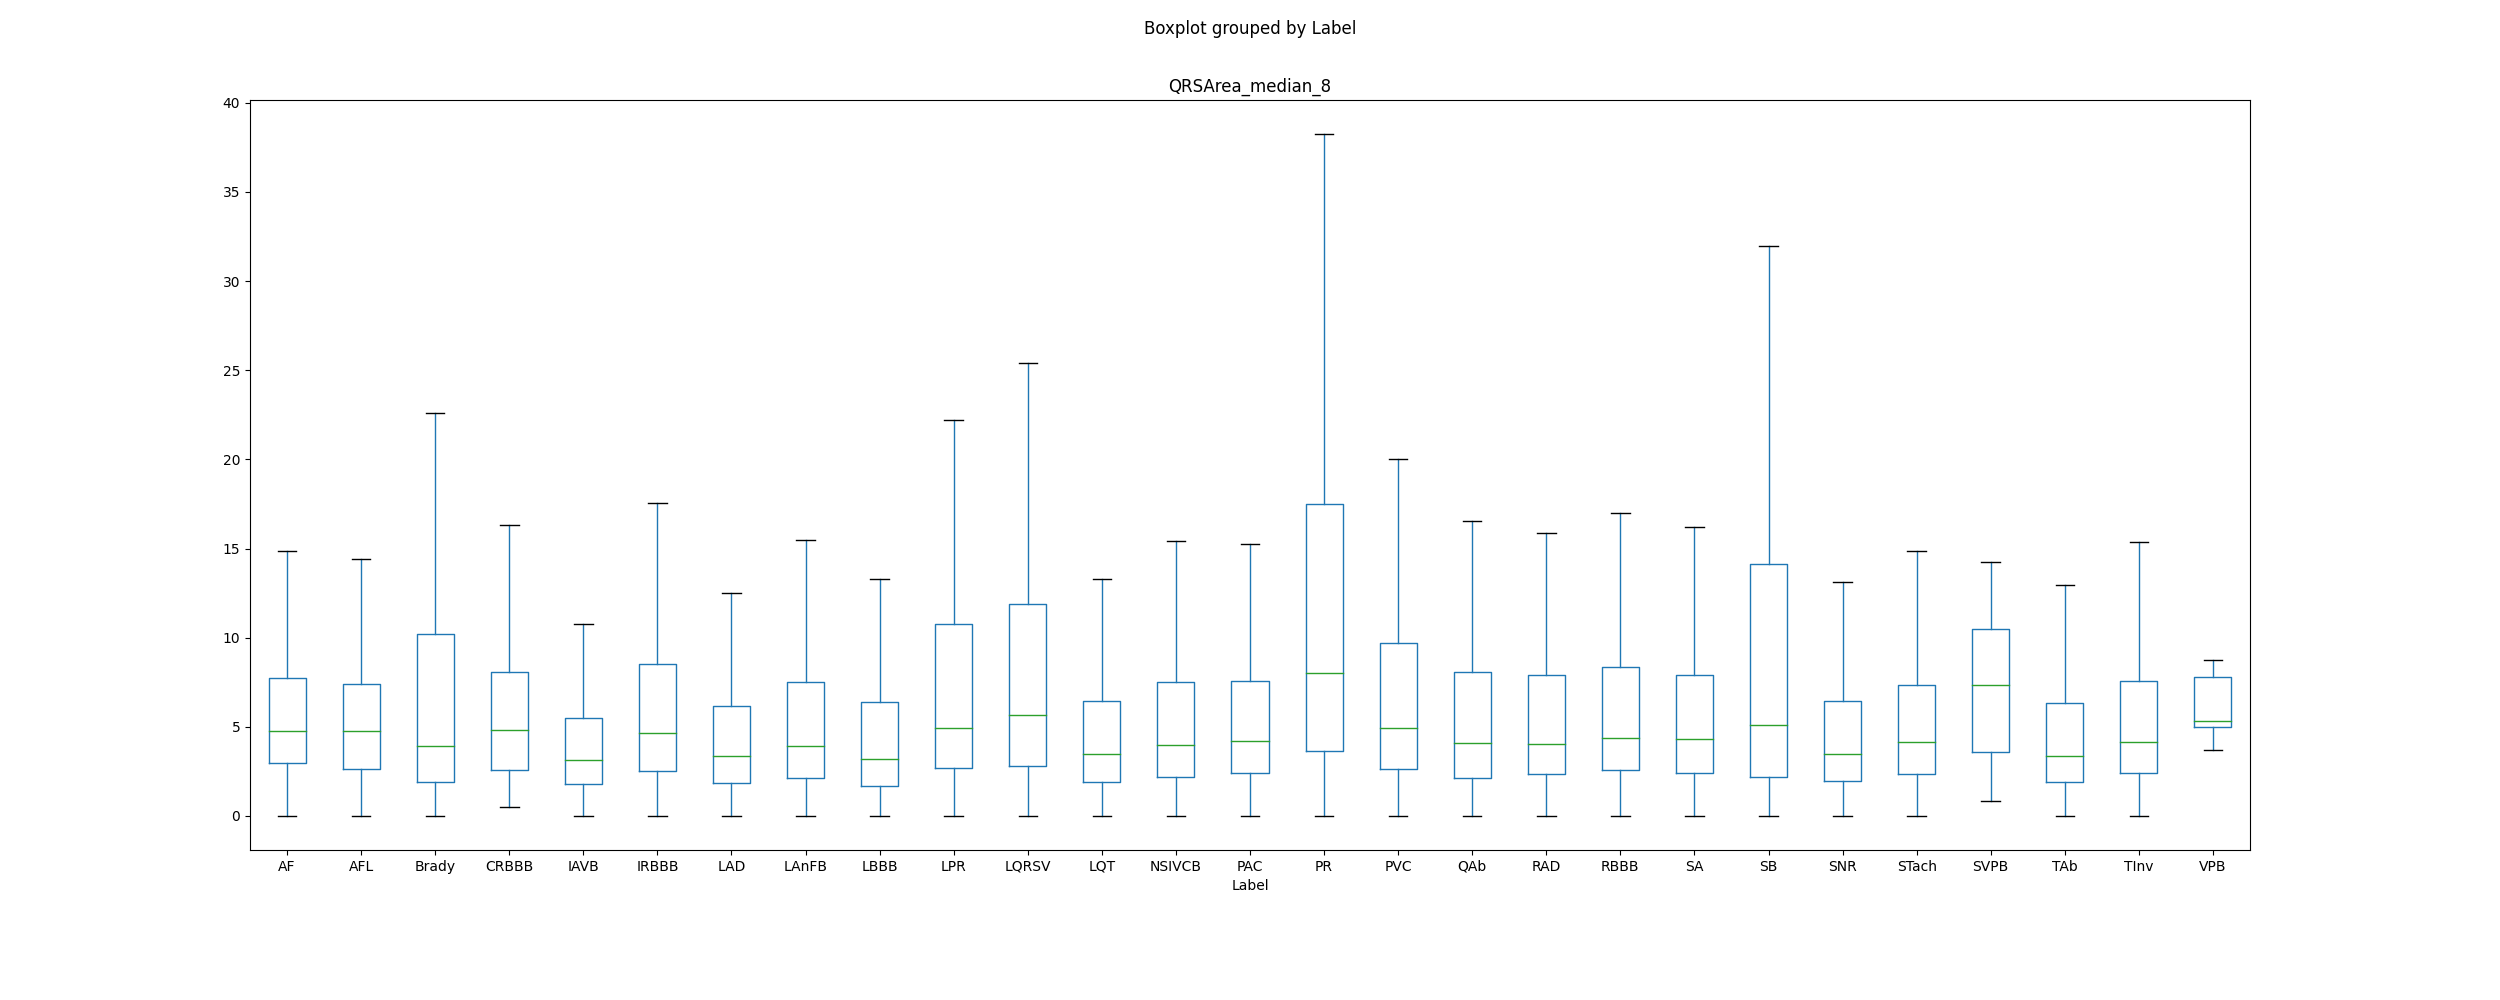 Boxplot grouped by Label
QRSArea_median_8
40
35
30
25
20
15
10
5
0
AF AFL Brady CRBBB IAVB IRBBB LAD LAnFB LBBB LPR LQRSV LQT NSIVCB PAC PR PVC QAb RAD RBBB SA SB SNR STach SVPB TAb TInv VPB
Label